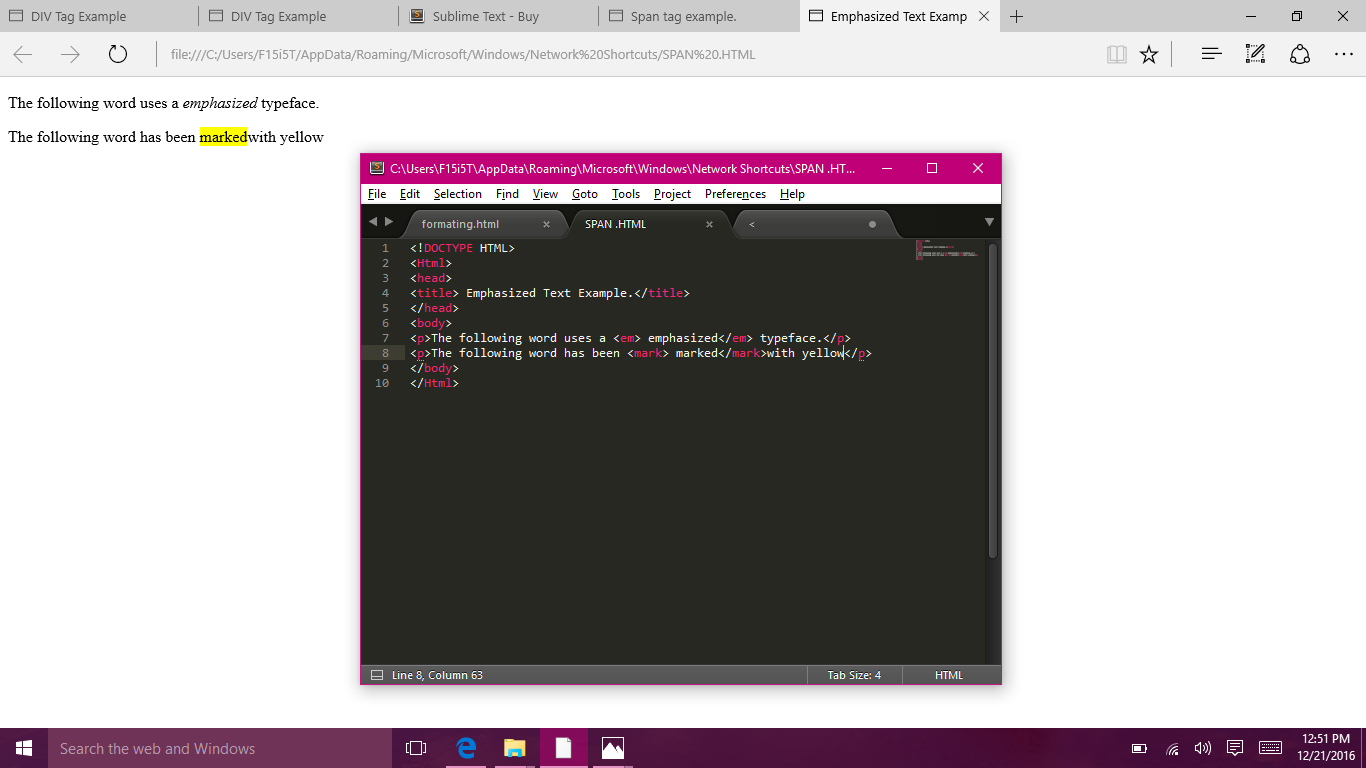 DIV Tag Example
DIV Tag Example
Sublime Text - Buy
Span tag example.
Emphasized Text Examp
file:///C:/Users/F15i5T/AppData/Roaming/Microsoft/Windows/Network%20Shortcuts/SPAN%20.HTML
The following word uses a emphasized typeface.
The following word has been markedwith yellow
C:\Users\F15i5T\AppData\Roaming\Microsoft\Windows\Network Shortcuts\SPAN .HT...
File Edit Selection Find View Goto Tools Project Preferences Help
formating.html
SPAN .HTML
<
1 <!DOCTYPE HTML>
2 <Html>
3 <head>
4 <title> Emphasized Text Example.</title>
5 </head>
6 <body>
7 <p>The following word uses a <em> emphasized</em> typeface.</p>
8 <p>The following word has been <mark> marked</mark>with yellow</p>
9 </body>
10 </Html>
Line 8, Column 63
Tab Size: 4
HTML
Search the web and Windows
12:51 PM
12/21/2016